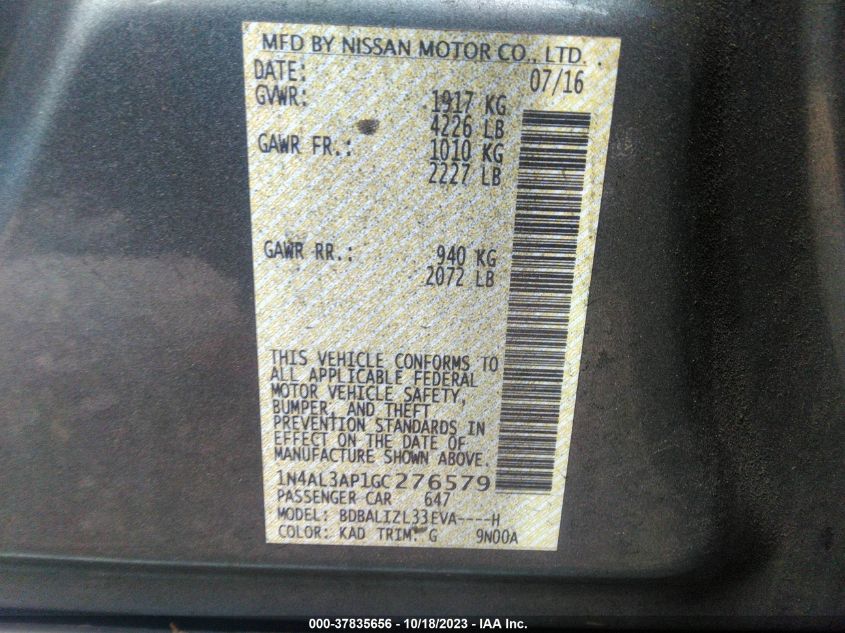 MFD BY NISSAN MOTOR CO., LTD.
DATE: 07/16
GVWR: 1917 KG
4226 LB
GAWR FR.: 1010 KG
2227 LB
GAWR RR.: 940 KG
2072 LB
THIS VEHICLE CONFORMS TO
ALL APPLICABLE FEDERAL
MOTOR VEHICLE SAFETY,
BUMPER, AND THEFT
PREVENTION STANDARDS IN
EFFECT ON THE DATE OF
MANUFACTURE SHOWN ABOVE.
1N4AL3AP1GC276579
PASSENGER CAR 647
MODEL: BDBALIZL33EVA----H
COLOR: KAD TRIM: G 9N00A
000-37835656 - 10/18/2023 - IAA Inc.